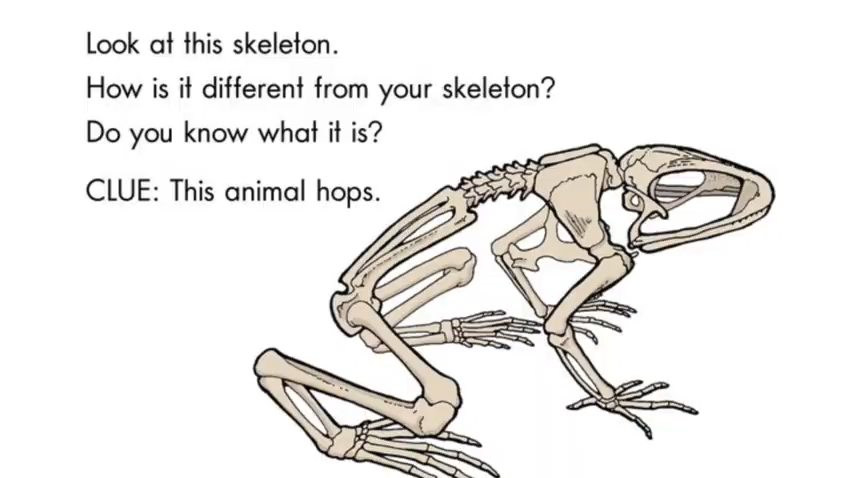 Look at this skeleton.
How is it different from your skeleton?
Do you know what it is?
CLUE: This animal hops.